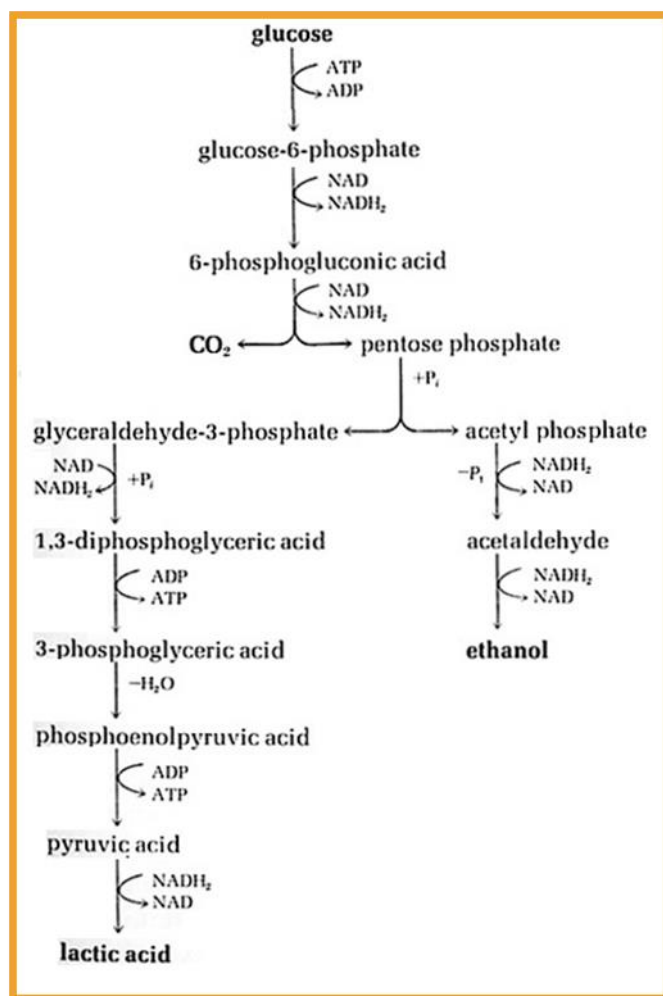 glucose
ATP
ADP
glucose-6-phosphate
NAD
NADH₂
6-phosphogluconic acid
NAD
NADH₂
CO₂ pentose phosphate
+Pᵢ
glyceraldehyde-3-phosphate acetyl phosphate
NAD +Pᵢ −Pᵢ NADH₂
NADH₂ NAD
1,3-diphosphoglyceric acid acetaldehyde
ADP NADH₂
ATP NAD
3-phosphoglyceric acid ethanol
−H₂O
phosphoenolpyruvic acid
ADP
ATP
pyruvic acid
NADH₂
NAD
lactic acid